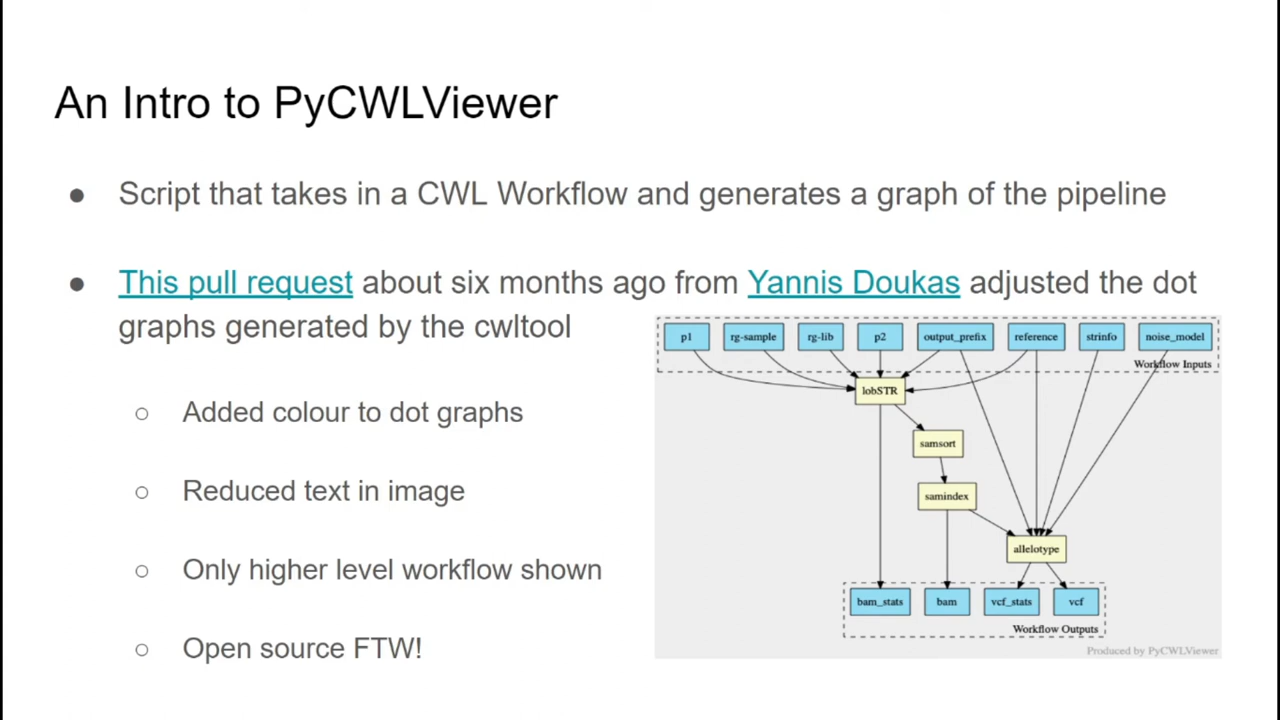 An Intro to PyCWLViewer
● Script that takes in a CWL Workflow and generates a graph of the pipeline
● This pull request about six months ago from Yannis Doukas adjusted the dot
graphs generated by the cwltool
○ Added colour to dot graphs
○ Reduced text in image
○ Only higher level workflow shown
○ Open source FTW!
p1 rg-sample rg-lib p2 output_prefix reference strinfo noise_model
Workflow Inputs
lobSTR
samsort
samindex
allelotype
bam_stats bam vcf_stats vcf
Workflow Outputs
Produced by PyCWLViewer